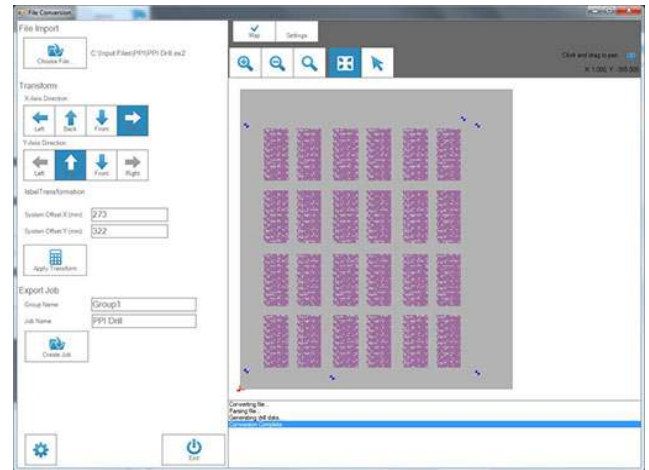 File Conversion
File Import
Choose File...
C:\Input Files\PPI\PPI Drill.ex2
Transform
X-Axis Direction
Left
Back
Front
Y-Axis Direction
Left
Front
Right
labelTransformation
System Offset X (mm)
273
System Offset Y (mm)
322
Apply Transform
Export Job
Group Name
Group1
Job Name
PPI Drill
Create Job
Exit
Map
Settings
Click and drag to pan.
Converting file...
Parsing file...
Generating drill data...
Conversion Complete